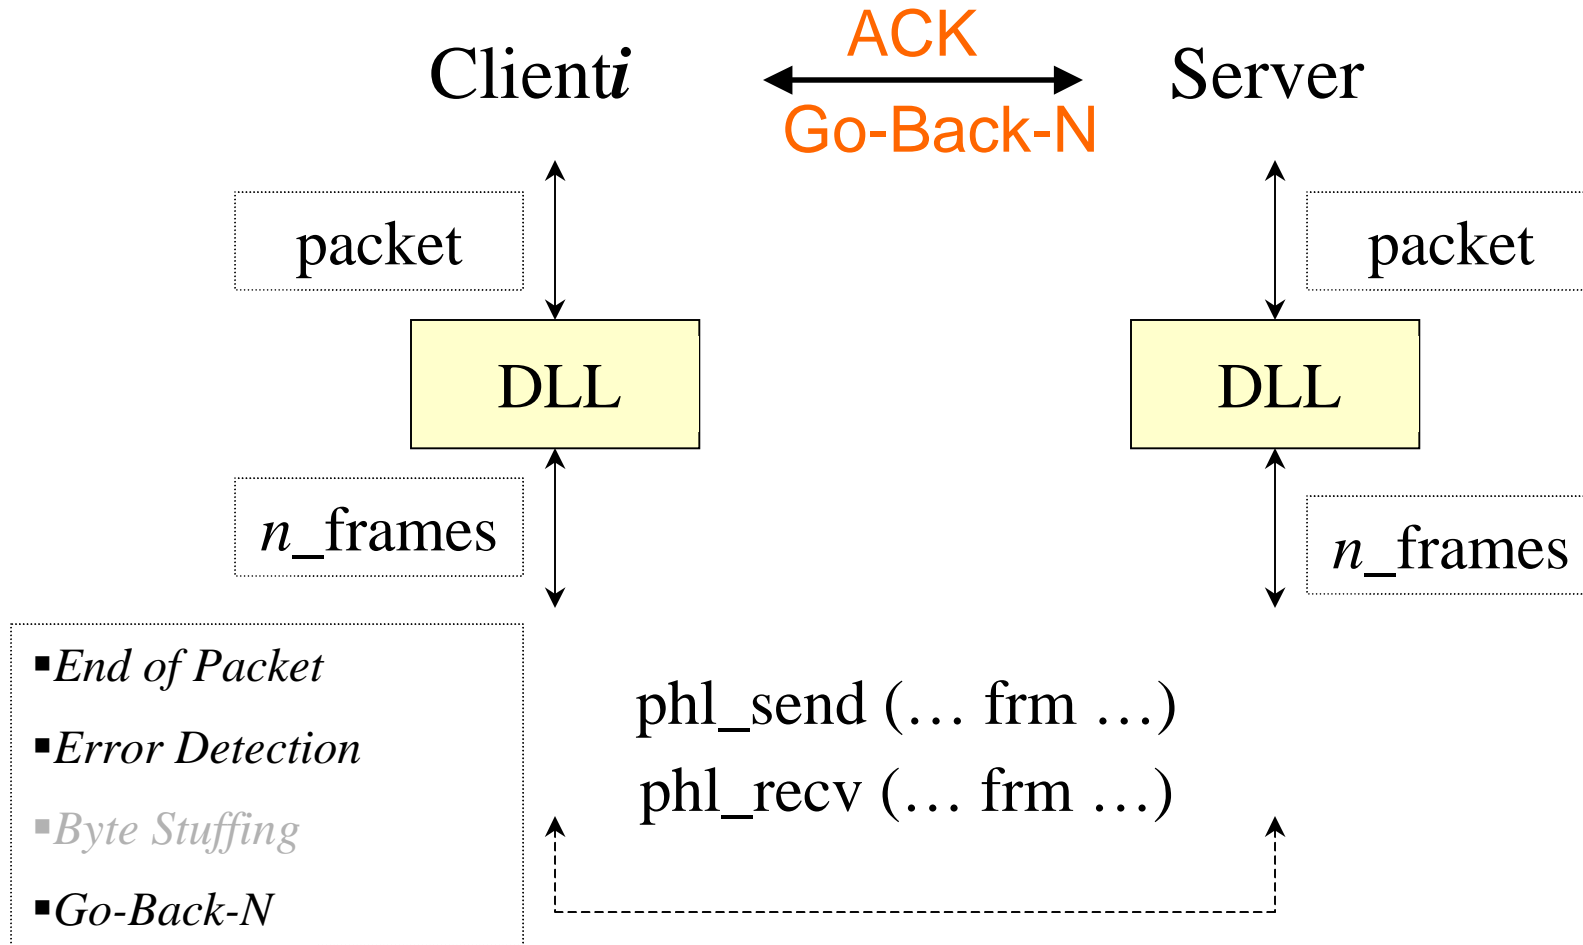 ACK
Clienti
Server
Go-Back-N
packet
packet
DLL
DLL
n_frames
n_frames
▪End of Packet
▪Error Detection
▪Byte Stuffing
▪Go-Back-N
phl_send (… frm …)
phl_recv (… frm …)